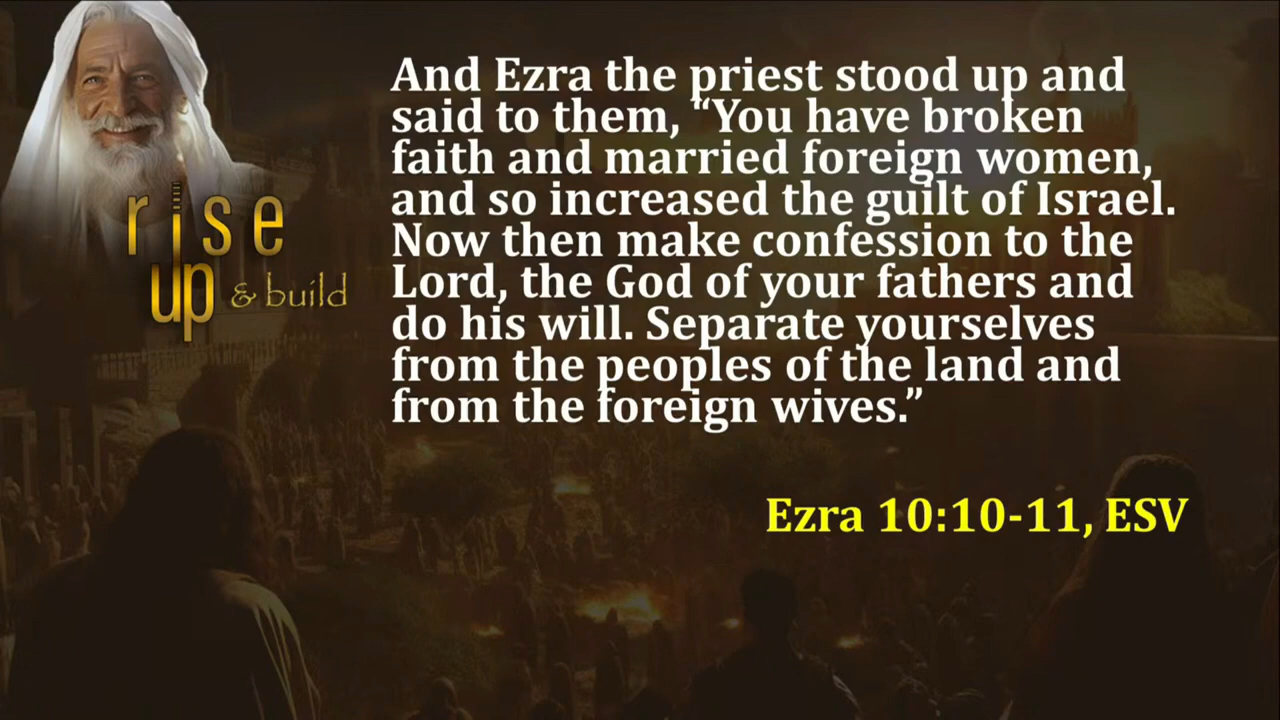 rise
up & build
And Ezra the priest stood up and
said to them, “You have broken
faith and married foreign women,
and so increased the guilt of Israel.
Now then make confession to the
Lord, the God of your fathers and
do his will. Separate yourselves
from the peoples of the land and
from the foreign wives.”
Ezra 10:10-11, ESV